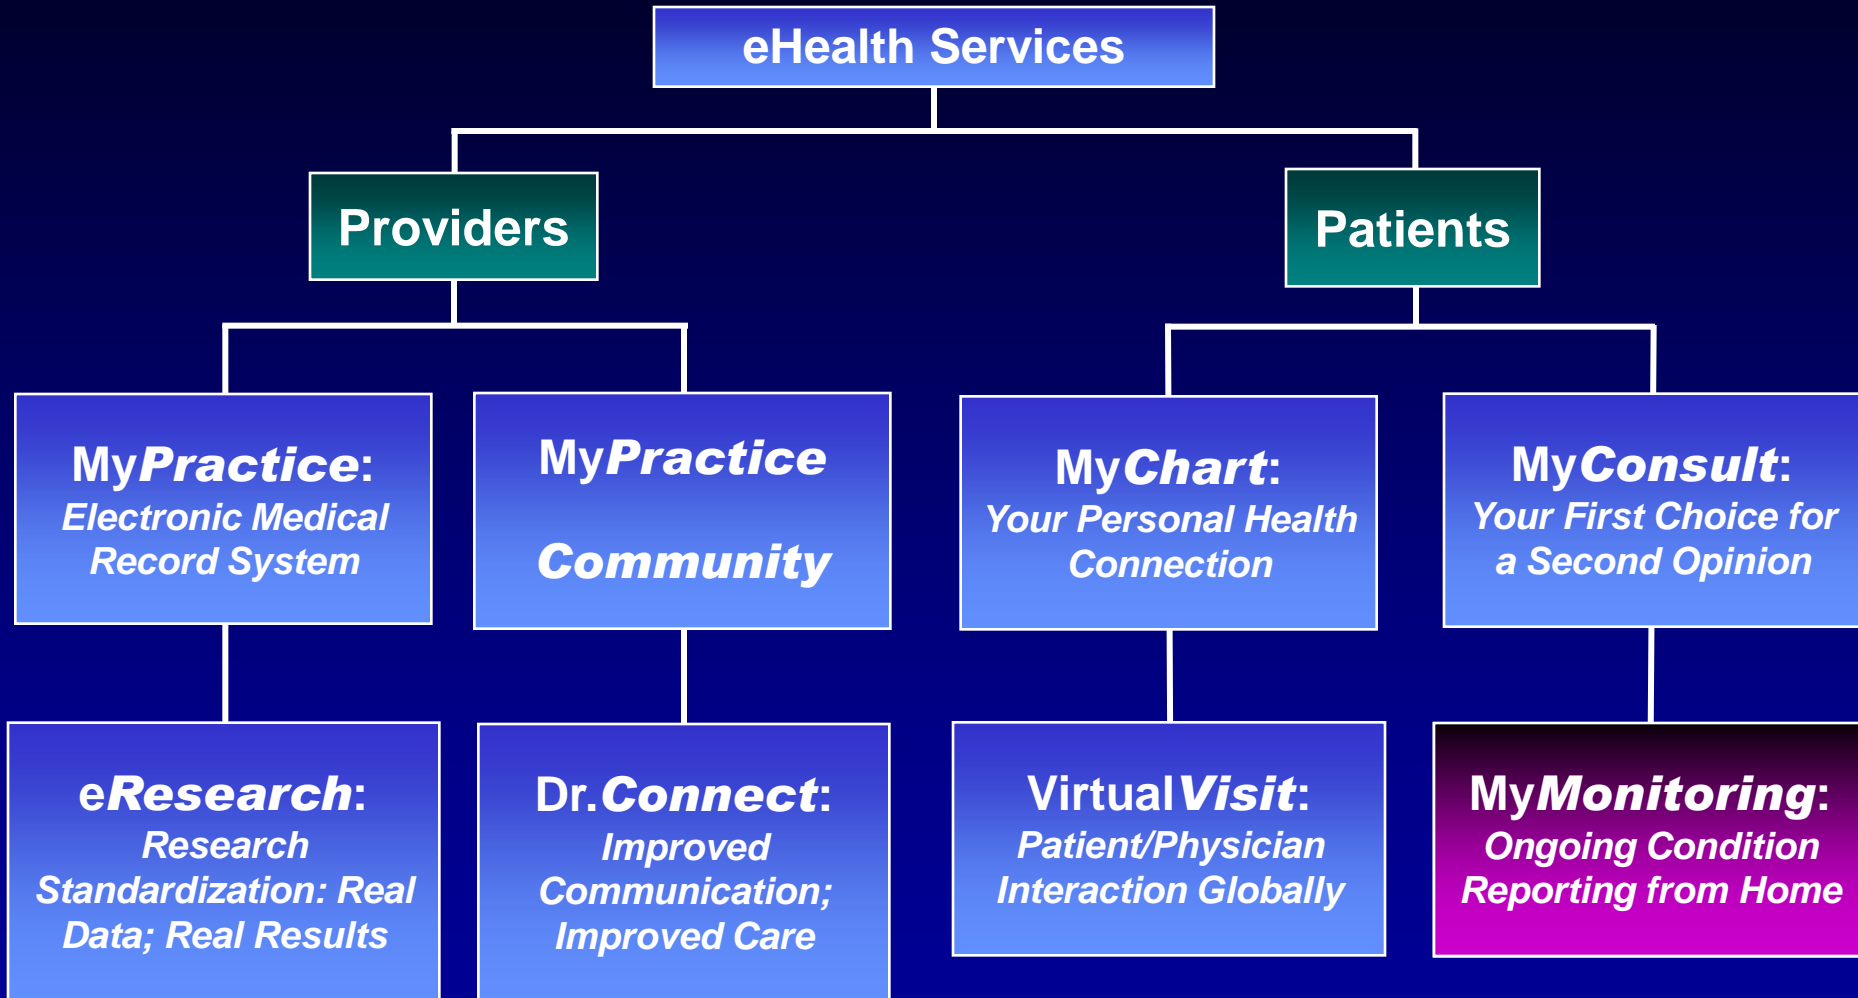 eHealth Services
Providers
Patients
MyPractice:
Electronic Medical
Record System
MyPractice
Community
MyChart:
Your Personal Health
Connection
MyConsult:
Your First Choice for
a Second Opinion
eResearch:
Research
Standardization: Real
Data; Real Results
Dr.Connect:
Improved
Communication;
Improved Care
VirtualVisit:
Patient/Physician
Interaction Globally
MyMonitoring:
Ongoing Condition
Reporting from Home